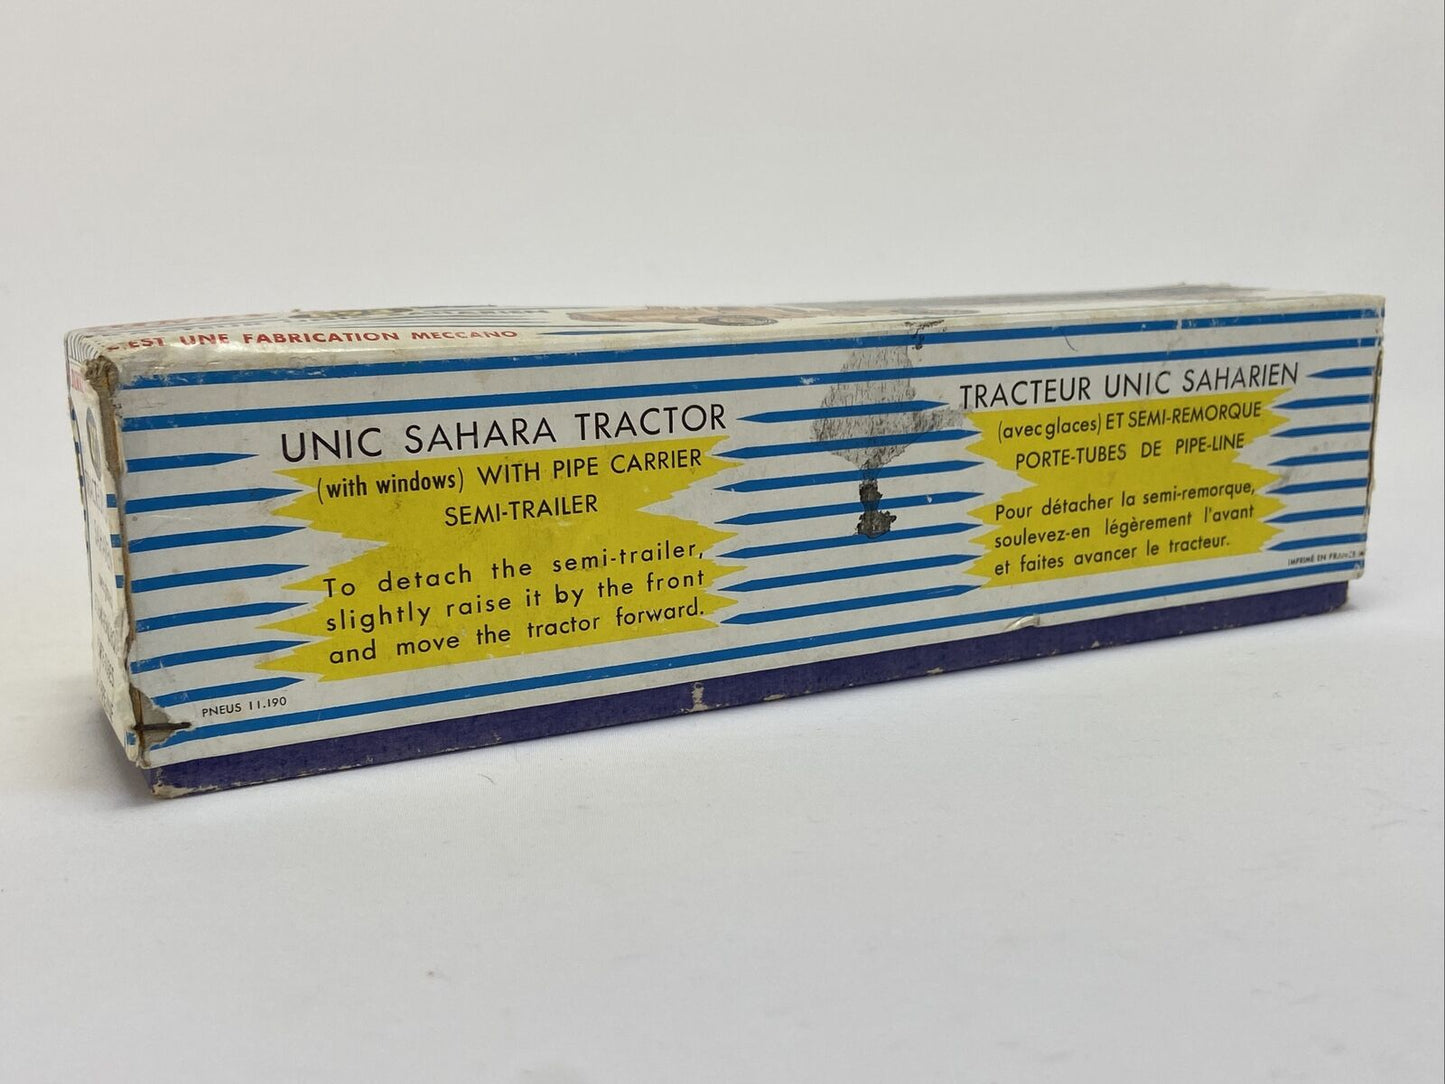 EST UNE FABRICATION MECCANO
UNIC SAHARA TRACTOR
(with windows) WITH PIPE CARRIER
SEMI-TRAILER
To detach the semi-trailer,
slightly raise it by the front
and move the tractor forward.
PNEUS 11.190
TRACTEUR UNIC SAHARIEN
(avec glaces) ET SEMI-REMORQUE
PORTE-TUBES DE PIPE-LINE
Pour détacher la semi-remorque,
soulevez-en légèrement l'avant
et faites avancer le tracteur.
IMPRIMÉ EN FRANCE